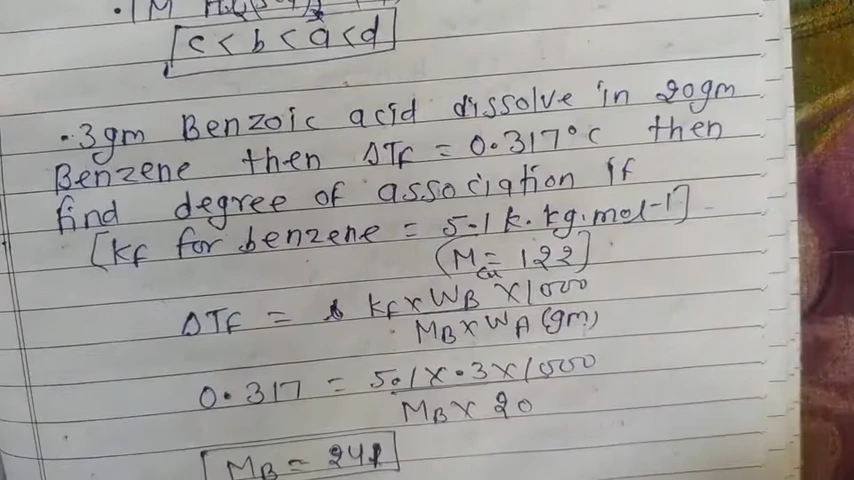 c < b < a < d
.3gm Benzoic acid dissolve in 20gm
Benzene then ΔTf = 0.317°c then
find degree of association if
[Kf for benzene = 5.1 k.kg.mol-1]
(M = 122]
ΔTf = Kf x WB x 1000
MB x WA (gm)
0.317 = 5.1 x .3 x 1000
MB x 20
MB = 241